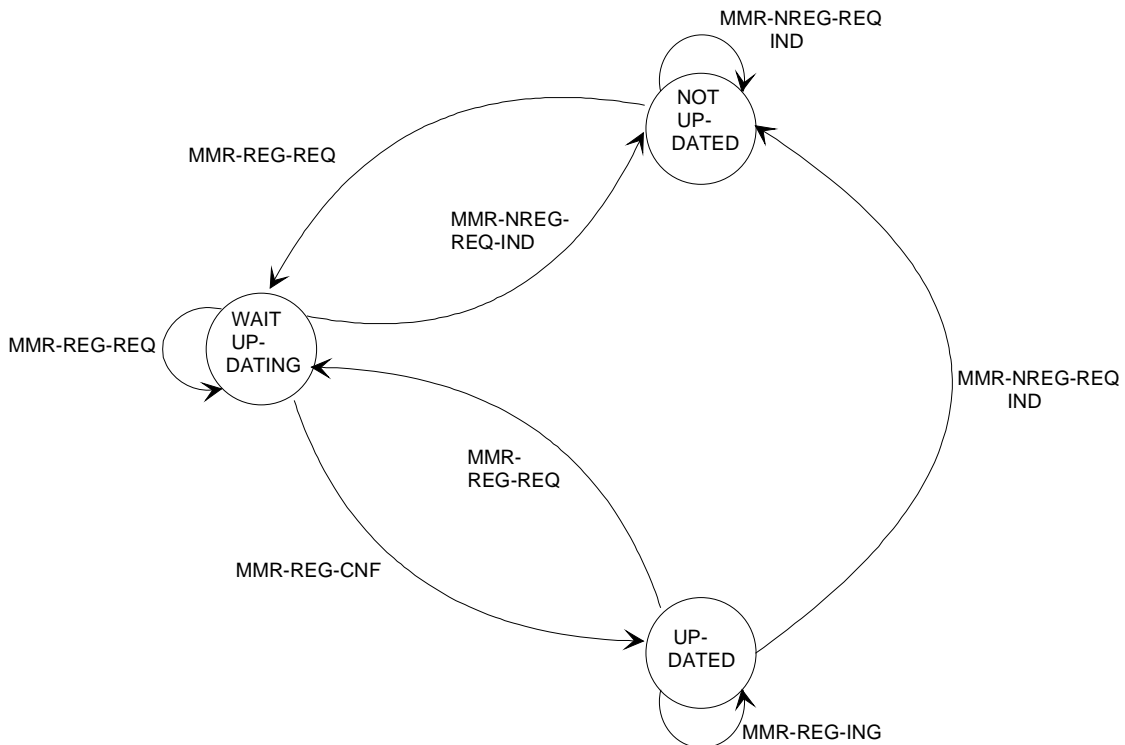 MMR-NREG-REQ
IND
NOT
UP-
DATED
MMR-REG-REQ
MMR-NREG-
REQ-IND
WAIT
UP-
DATING
MMR-REG-REQ
MMR-NREG-REQ
IND
MMR-
REG-REQ
MMR-REG-CNF
UP-
DATED
MMR-REG-ING